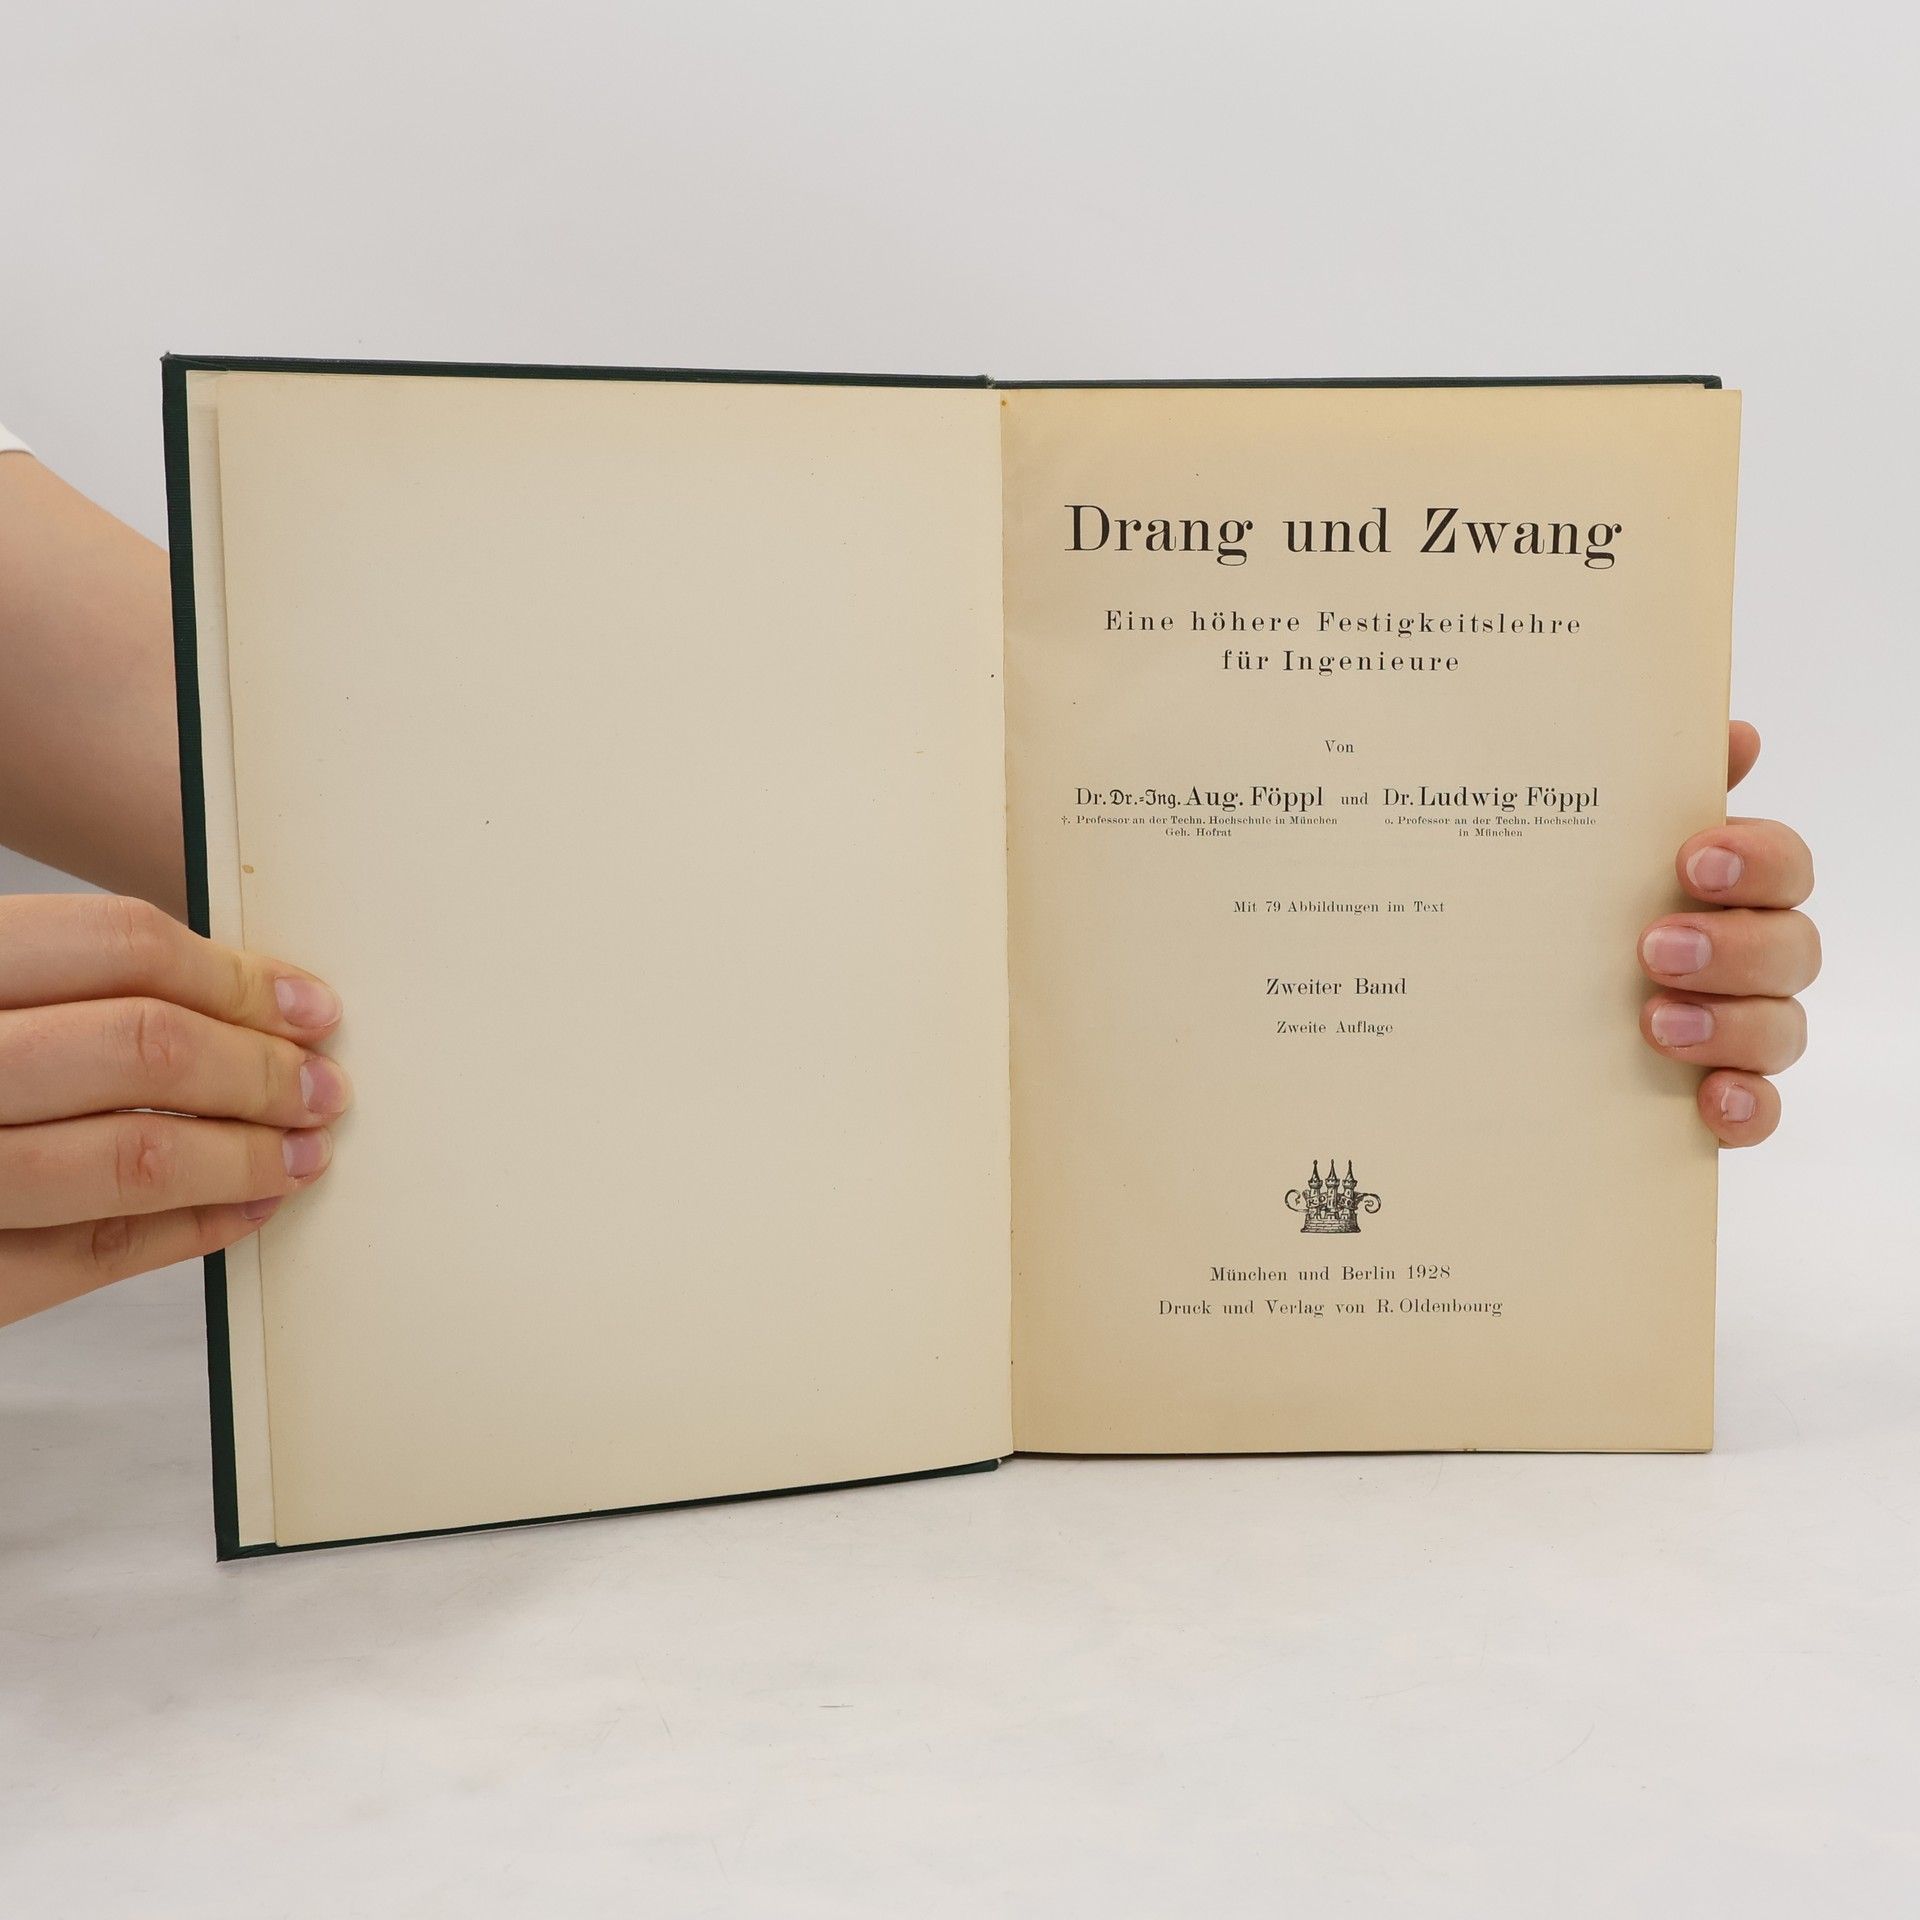 Drang und Zwang
Eine höhere Festigkeitslehre
für Ingenieure
Von
Dr. Dr.=Ing. Aug. Föppl und Dr. Ludwig Föppl
†. Professor an der Techn. Hochschule in München
Geh. Hofrat
o. Professor an der Techn. Hochschule
in München
Mit 79 Abbildungen im Text
Zweiter Band
Zweite Auflage
München und Berlin 1928
Druck und Verlag von R. Oldenbourg